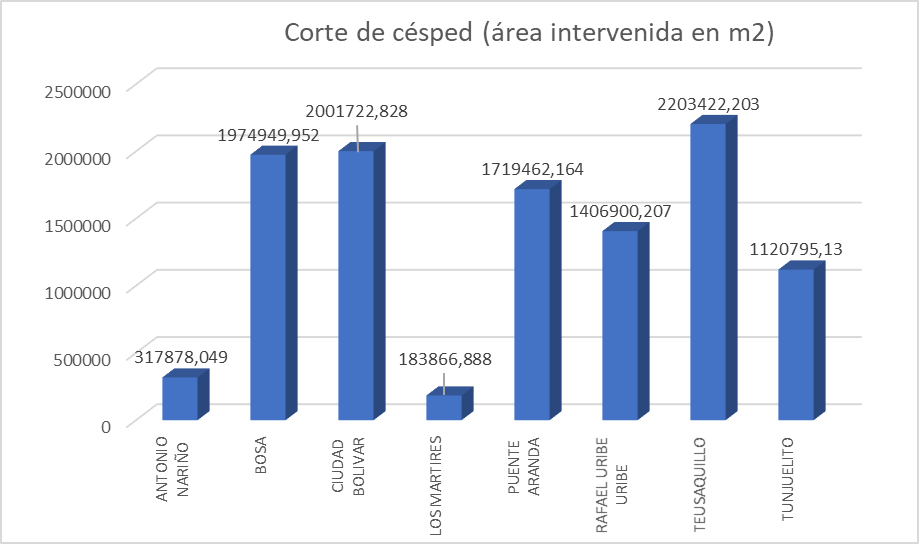 Corte de césped (área intervenida en m2)
2500000
2000000
1500000
1000000
500000
0
317878,049
1974949,952
2001722,828
183866,888
1719462,164
1406900,207
2203422,203
1120795,13
ANTONIO
NARIÑO
BOSA
CIUDAD
BOLIVAR
LOS MARTIRES
PUENTE
ARANDA
RAFAEL URIBE
URIBE
TEUSAQUILLO
TUNJUELITO